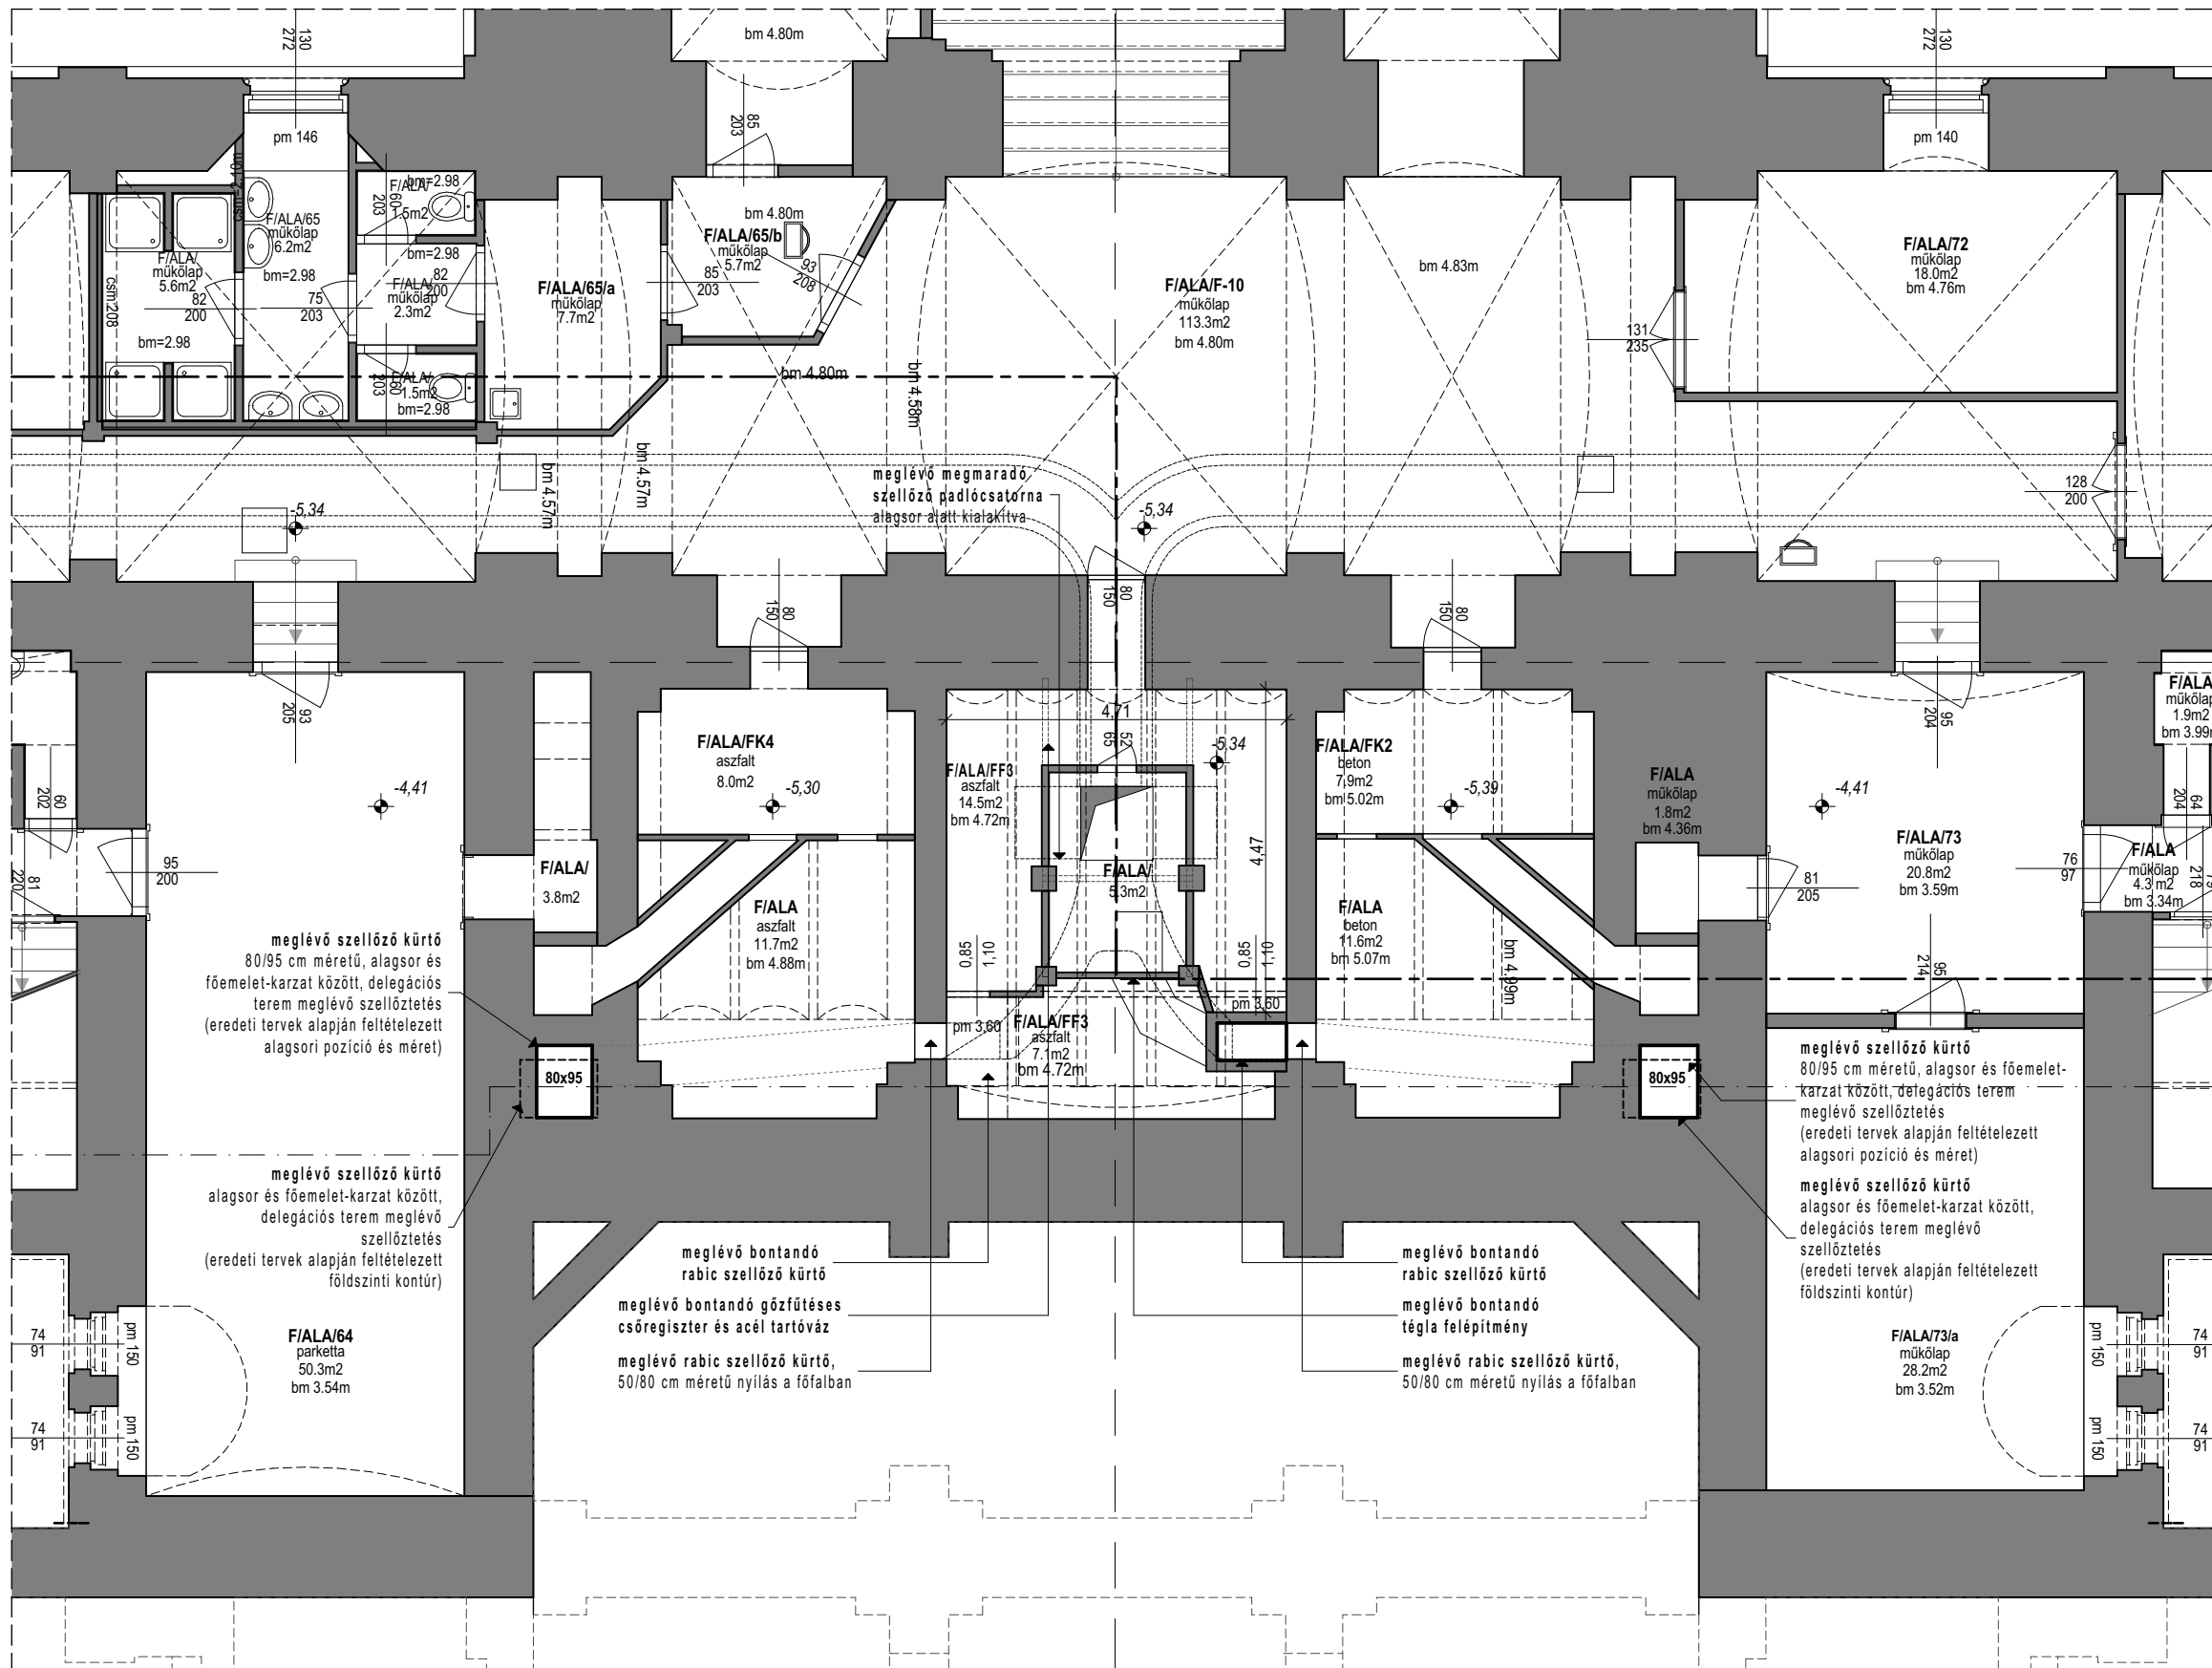 130
272
bm 4.80m
130
272
pm 146
85
203
pm 140
csm=2.10m
F/ALA/
bm=2.98
1.5m2
60
203
F/ALA/65
műkőlap
6.2m2
bm=2.98
F/ALA/
műkőlap
5.6m2
82
200
csm 208
bm=2.98
75
203
bm=2.98
F/ALA/
műkőlap
2.3m2
82
200
F/ALA/
1.5m2
bm=2.98
60
203
F/ALA/65/a
műkőlap
7.7m2
bm 4.80m
F/ALA/65/b
műkőlap
5.7m2
85
203
93
208
F/ALA/F-10
műkőlap
113.3m2
bm 4.80m
bm 4.83m
F/ALA/72
műkőlap
18.0m2
bm 4.76m
131
235
bm 4.80m
bm 4.58m
bm 4.57m
bm 4.57m
meglévő megmaradó
szellőző padlócsatorna
alagsor alatt kialakítva
-5,34
-5,34
128
200
80
150
80
150
80
150
93
205
95
204
F/ALA
műkőlap
1.9m2
bm 3.99m
4,71
52
65
-5,34
F/ALA/FK4
aszfalt
8.0m2
-5,30
F/ALA/FF3
aszfalt
14.5m2
bm 4.72m
F/ALA/FK2
beton
7,9m2
bm 5.02m
-5,39
F/ALA
műkőlap
1.8m2
bm 4.36m
-4,41
-4,41
60
202
64
204
4,47
F/ALA/73
műkőlap
20.8m2
bm 3.59m
95
200
81
220
F/ALA/
3.8m2
F/ALA/
5.3m2
81
205
76
97
F/ALA
műkőlap
4.3 m2
bm 3.34m
79
218
F/ALA
aszfalt
11.7m2
bm 4.88m
F/ALA
beton
11.6m2
bm 5.07m
bm 4.99m
0,85
1,10
0,85
1,10
95
214
meglévő szellőző kürtő
80/95 cm méretű, alagsor és
főemelet-karzat között, delegációs
terem meglévő szellőztetés
(eredeti tervek alapján feltételezett
alagsori pozíció és méret)
pm 3,60
F/ALA/FF3
aszfalt
7.1m2
bm 4.72m
pm 3,60
80x95
80x95
meglévő szellőző kürtő
80/95 cm méretű, alagsor és főemelet-
karzat között, delegációs terem
meglévő szellőztetés
(eredeti tervek alapján feltételezett
alagsori pozíció és méret)
meglévő szellőző kürtő
alagsor és főemelet-karzat között,
delegációs terem meglévő
szellőztetés
(eredeti tervek alapján feltételezett
földszinti kontúr)
meglévő szellőző kürtő
alagsor és főemelet-karzat között,
delegációs terem meglévő
szellőztetés
(eredeti tervek alapján feltételezett
földszinti kontúr)
meglévő bontandó
rabic szellőző kürtő
meglévő bontandó gőzfűtéses
csőregiszter és acél tartóváz
meglévő rabic szellőző kürtő,
50/80 cm méretű nyílás a főfalban
meglévő bontandó
rabic szellőző kürtő
meglévő bontandó
tégla felépítmény
meglévő rabic szellőző kürtő,
50/80 cm méretű nyílás a főfalban
74
91
pm 150
74
91
pm 150
F/ALA/64
parketta
50.3m2
bm 3.54m
F/ALA/73/a
műkőlap
28.2m2
bm 3.52m
pm 150
74
91
pm 150
74
91